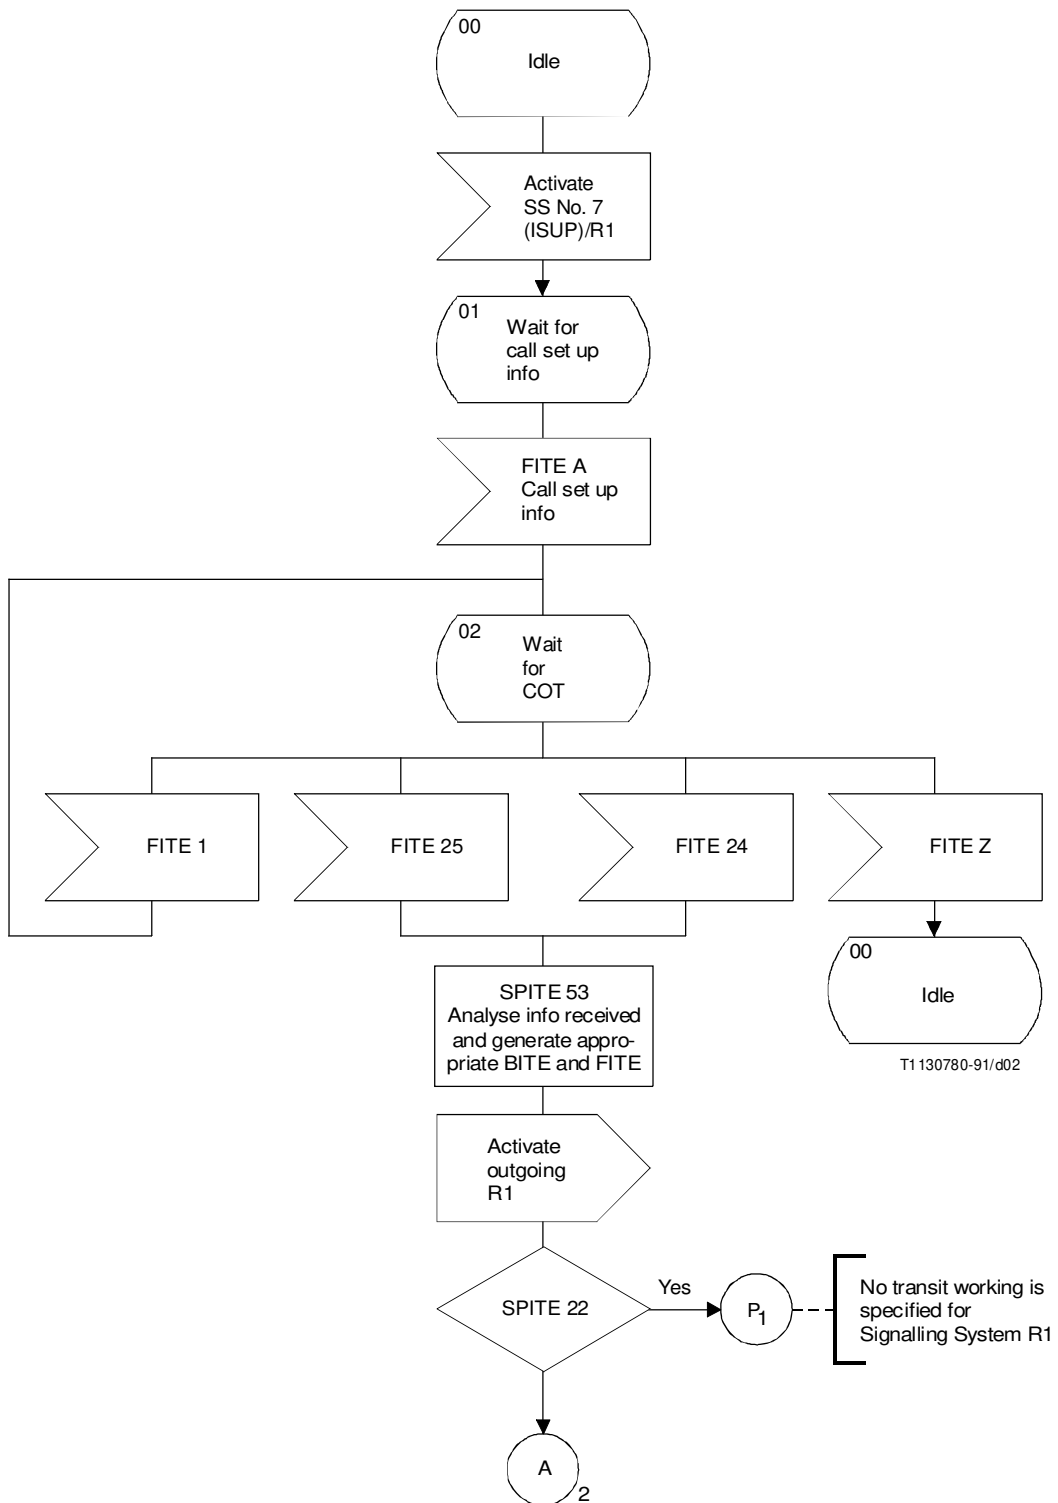 00
Idle
Activate
SS No. 7
(ISUP)/R1
01
Wait for
call set up
info
FITE A
Call set up
info
02
Wait
for
COT
FITE 1
FITE 25
FITE 24
FITE Z
00
Idle
T1130780-91/d02
SPITE 53
Analyse info received
and generate appro-
priate BITE and FITE
Activate
outgoing
R1
SPITE 22
Yes
P1
No transit working is
specified for
Signalling System R1
A
2